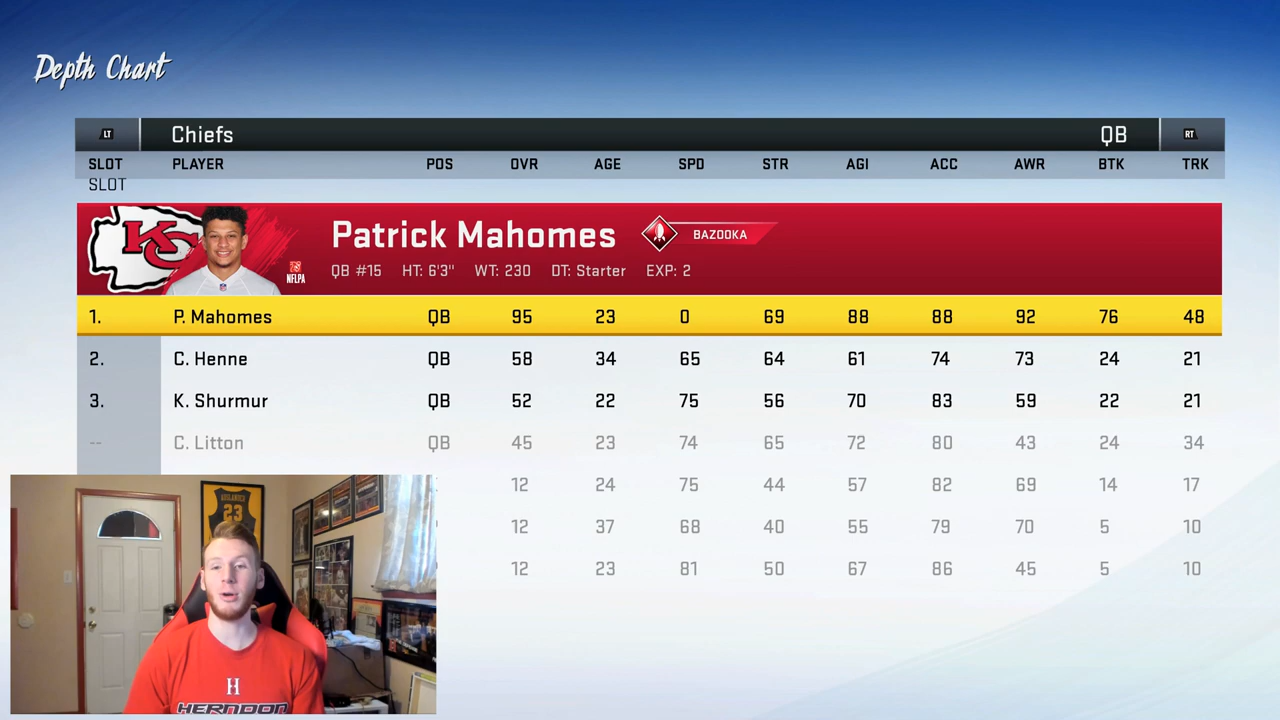 Depth Chart
LT Chiefs QB RT
SLOT PLAYER POS OVR AGE SPD STR AGI ACC AWR BTK TRK
SLOT
KC
Patrick Mahomes BAZOOKA
NFLPA QB #15 HT: 6'3" WT: 230 DT: Starter EXP: 2
1. P. Mahomes QB 95 23 0 69 88 88 92 76 48
2. C. Henne QB 58 34 65 64 61 74 73 24 21
3. K. Shurmur QB 52 22 75 56 70 83 59 22 21
-- C. Litton QB 45 23 74 65 72 80 43 24 34
12 24 75 44 57 82 69 14 17
12 37 68 40 55 79 70 5 10
12 23 81 50 67 86 45 5 10
23
H
HERNDON